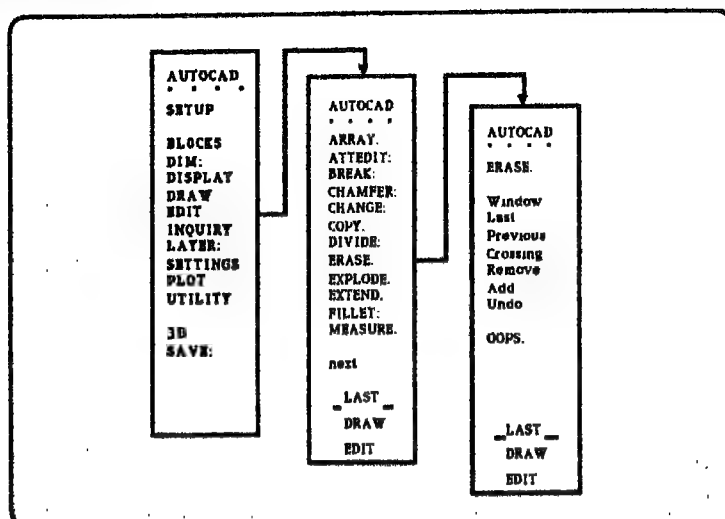 AUTOCAD
* * * *
SETUP
BLOCKS
DIM:
DISPLAY
DRAW
EDIT
INQUIRY
LAYER:
SETTINGS
PLOT
UTILITY
3D
SAVE:
AUTOCAD
* * * *
ARRAY.
ATTEDIT:
BREAK:
CHAMFER:
CHANGE:
COPY.
DIVIDE:
ERASE.
EXPLODE.
EXTEND.
FILLET:
MEASURE.
next
_LAST_
DRAW
EDIT
AUTOCAD
* * * *
ERASE.
Window
Last
Previous
Crossing
Remove
Add
Undo
OOPS.
_LAST_
DRAW
EDIT